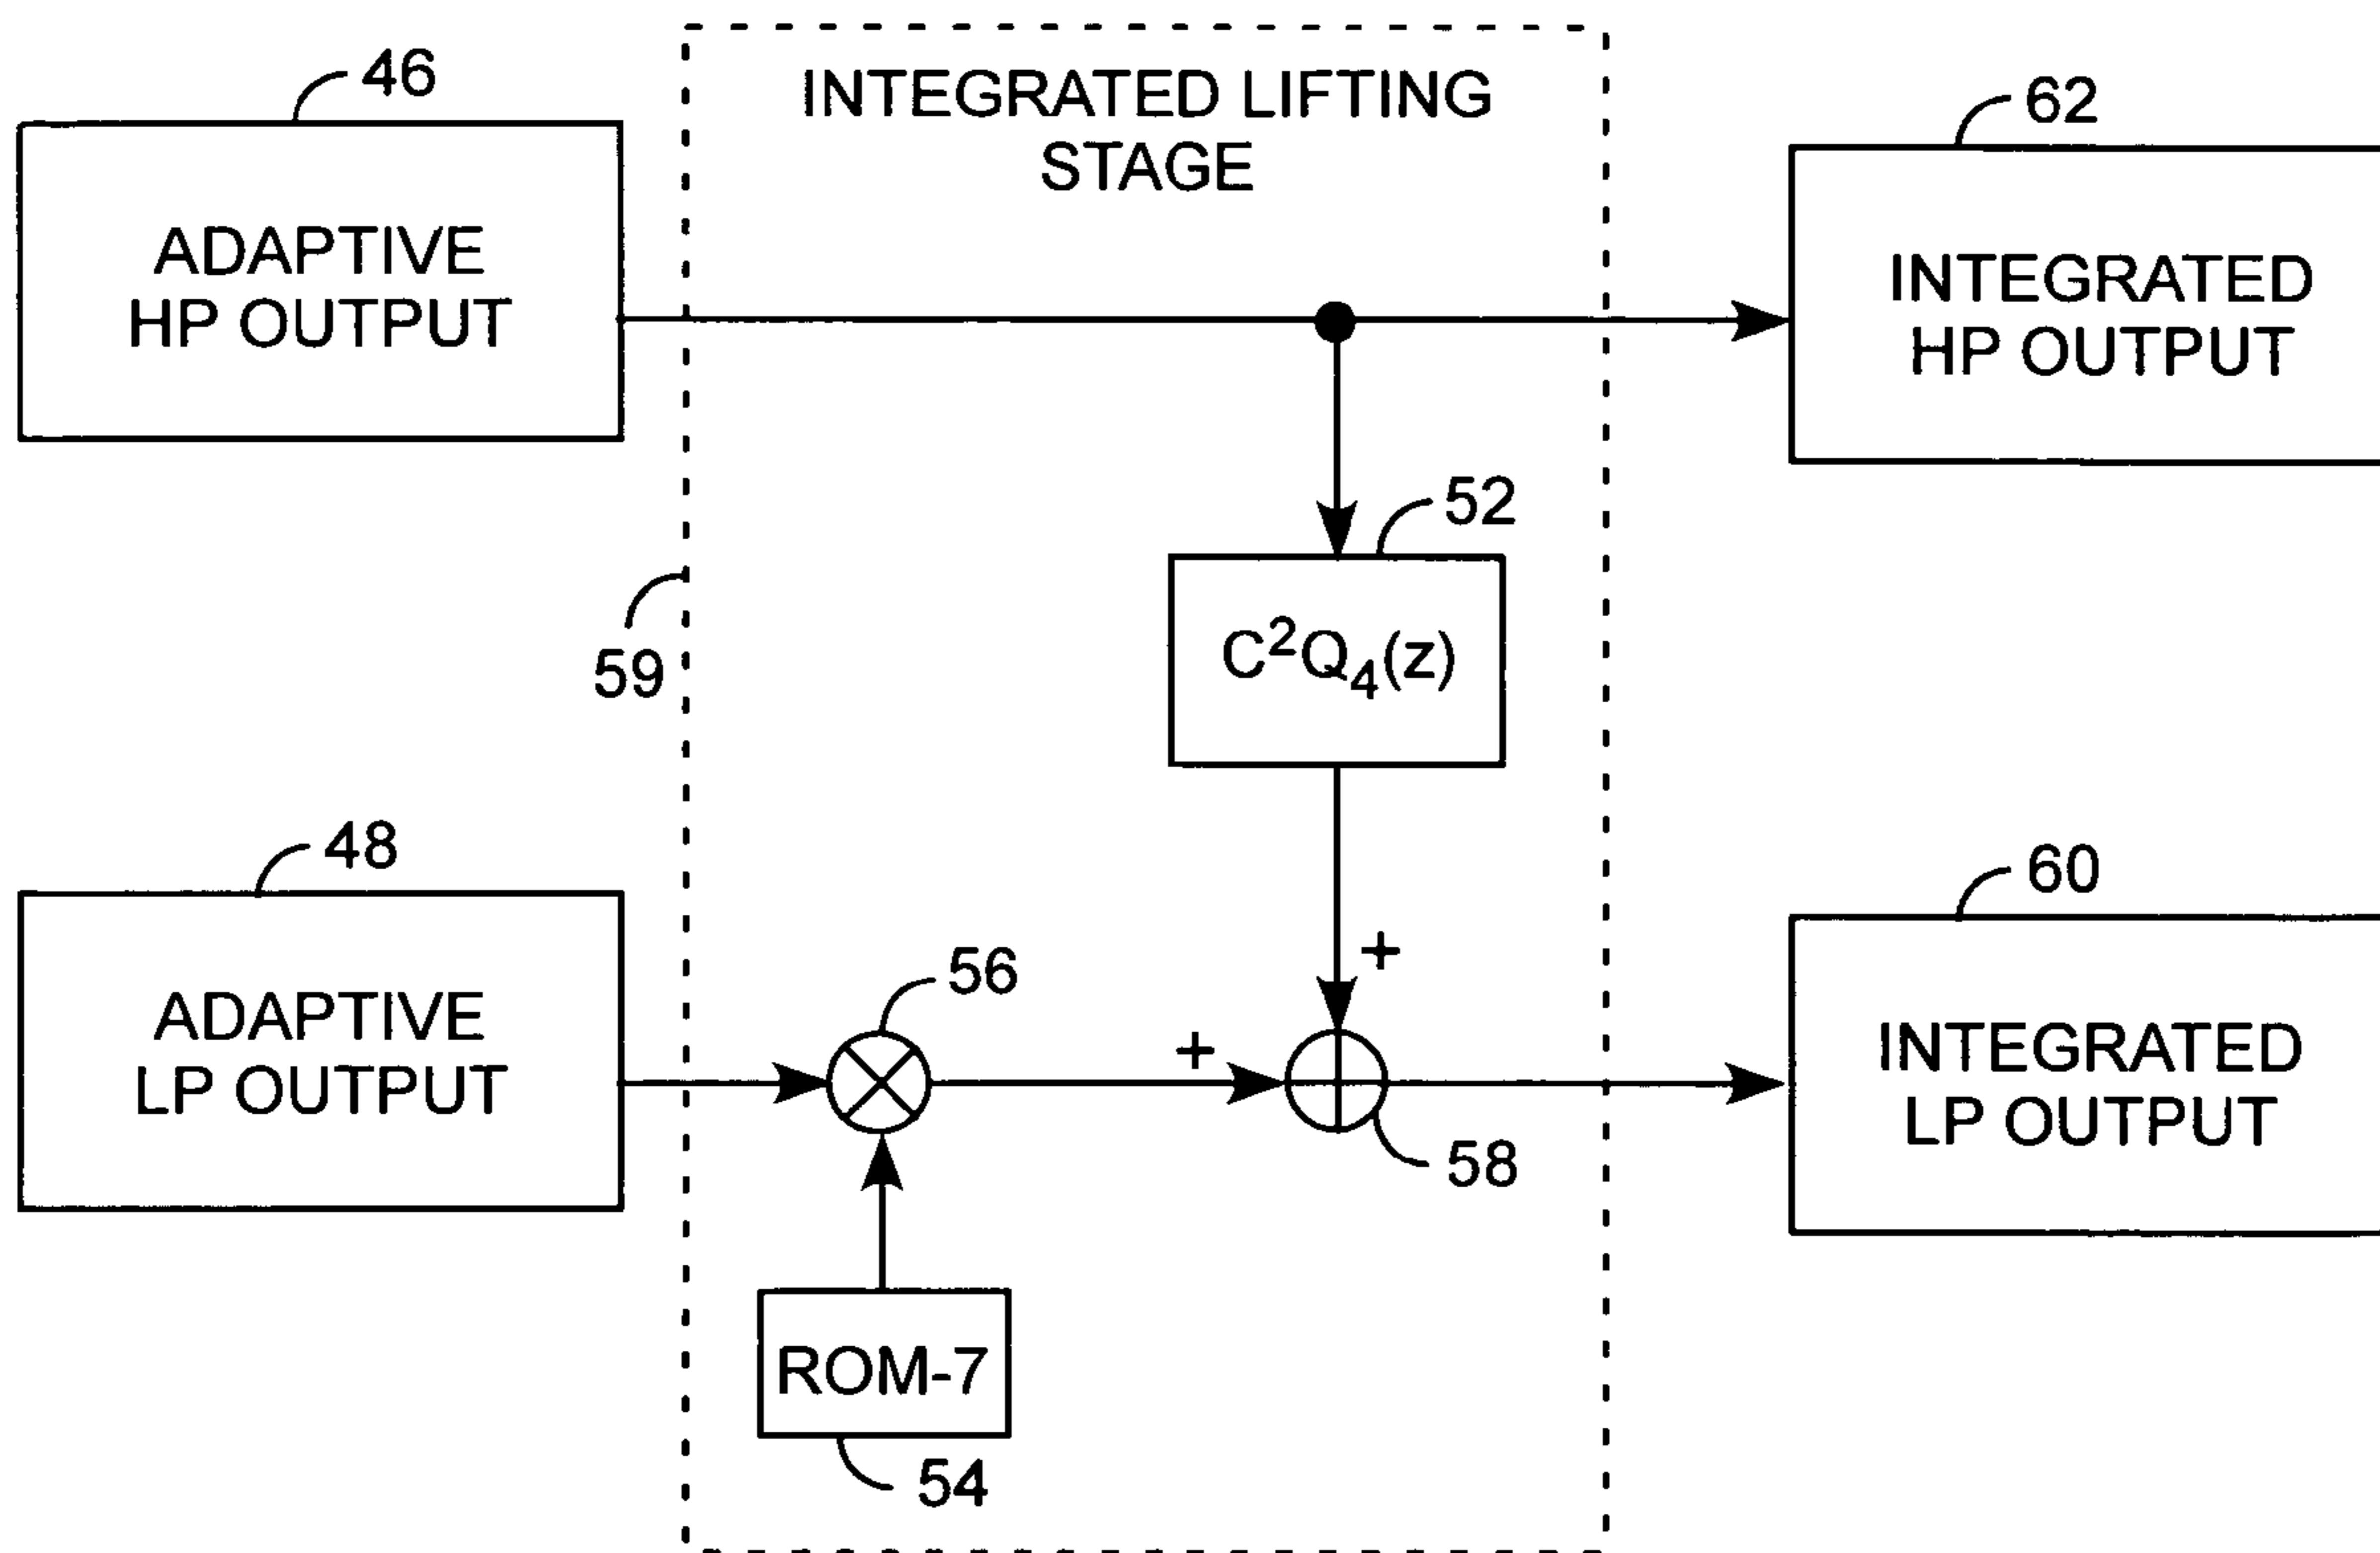 46
INTEGRATED LIFTING
STAGE
62
ADAPTIVE
HP OUTPUT
INTEGRATED
HP OUTPUT
52
C²Q₄(z)
59
48
60
56
+
ADAPTIVE
LP OUTPUT
+
INTEGRATED
LP OUTPUT
58
ROM-7
54